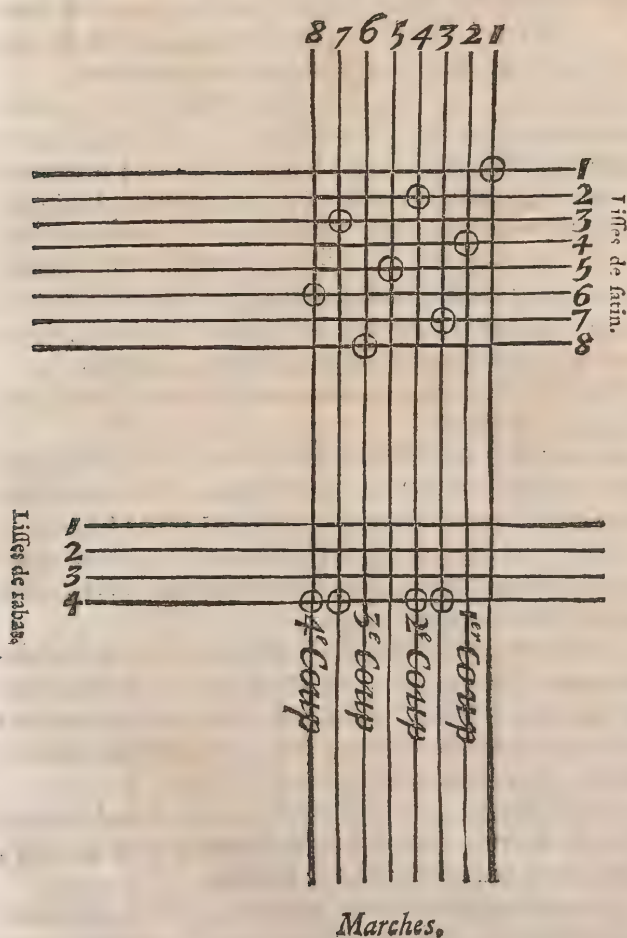 8 7 6 5 4 3 2 1
1
2
3
4
5
6
7
8
Lisses de satin.
1
2
3
4
Lisses de rabas,
4e Coup
3e Coup
2e Coup
1er Coup
Marches.